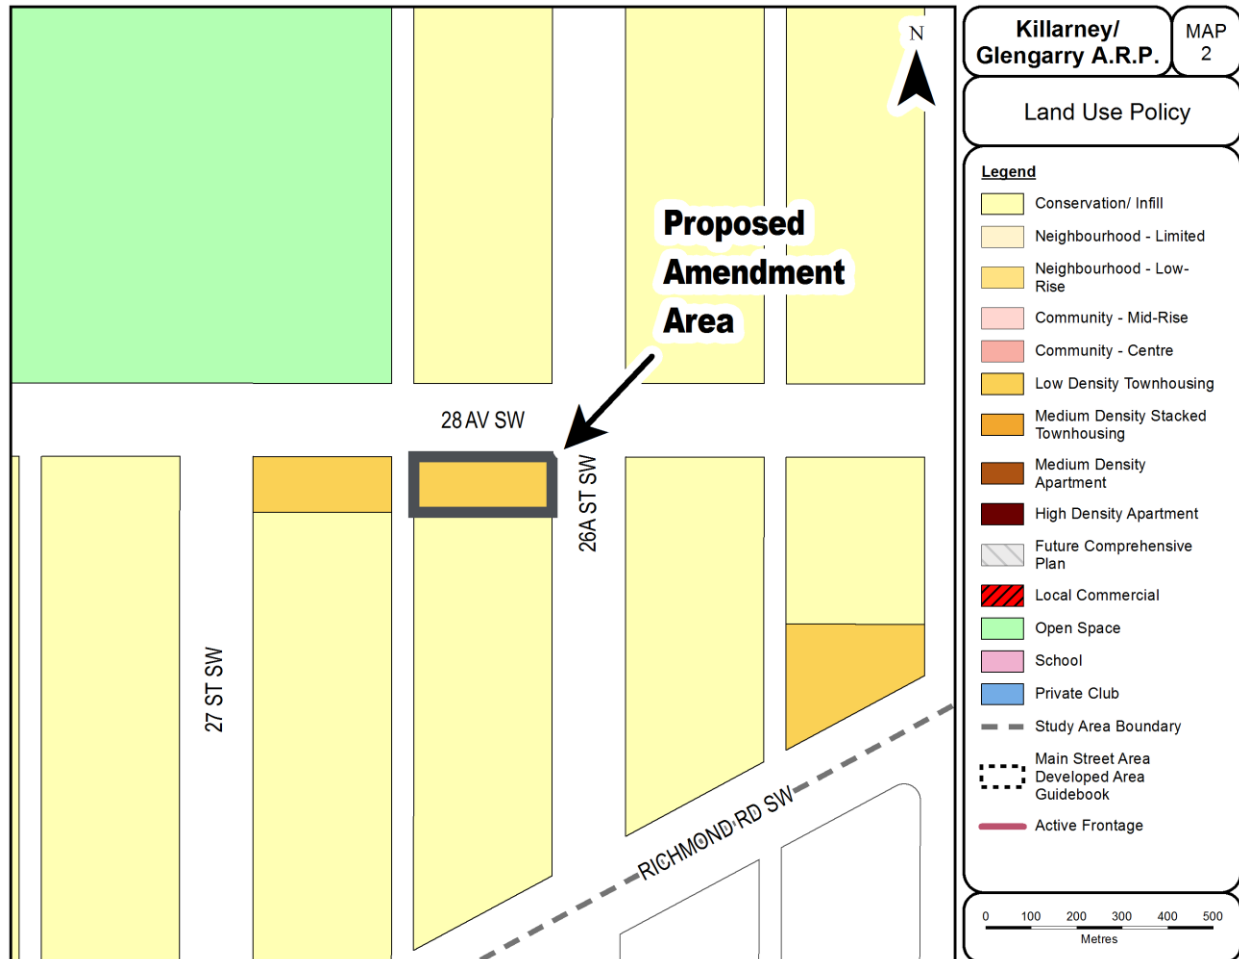 Killarney/
Glengarry A.R.P.
MAP
2
Land Use Policy
N
Proposed
Amendment
Area
28 AV SW
26A ST SW
27 ST SW
RICHMOND RD SW
Legend
Conservation/ Infill
Neighbourhood - Limited
Neighbourhood - Low-
Rise
Community - Mid-Rise
Community - Centre
Low Density Townhousing
Medium Density Stacked
Townhousing
Medium Density
Apartment
High Density Apartment
Future Comprehensive
Plan
Local Commercial
Open Space
School
Private Club
Study Area Boundary
Main Street Area
Developed Area
Guidebook
Active Frontage
0 100 200 300 400 500
Metres